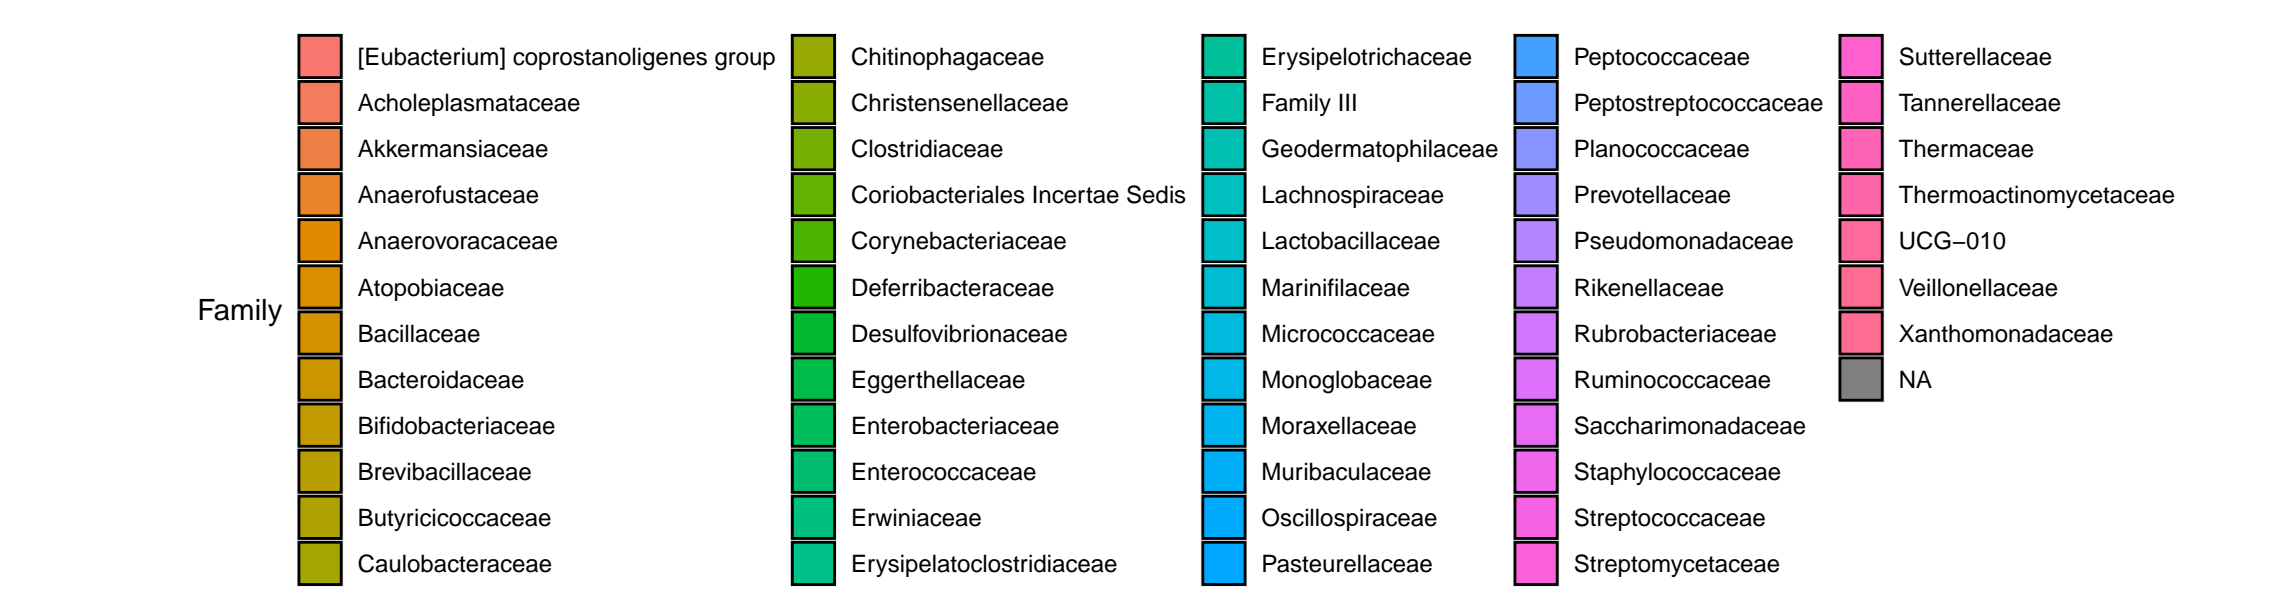 Family
[Eubacterium] coprostanoligenes group
Acholeplasmataceae
Akkermansiaceae
Anaerofustaceae
Anaerovoracaceae
Atopobiaceae
Bacillaceae
Bacteroidaceae
Bifidobacteriaceae
Brevibacillaceae
Butyricicoccaceae
Caulobacteraceae
Chitinophagaceae
Christensenellaceae
Clostridiaceae
Coriobacteriales Incertae Sedis
Corynebacteriaceae
Deferribacteraceae
Desulfovibrionaceae
Eggerthellaceae
Enterobacteriaceae
Enterococcaceae
Erwiniaceae
Erysipelatoclostridiaceae
Erysipelotrichaceae
Family III
Geodermatophilaceae
Lachnospiraceae
Lactobacillaceae
Marinifilaceae
Micrococcaceae
Monoglobaceae
Moraxellaceae
Muribaculaceae
Oscillospiraceae
Pasteurellaceae
Peptococcaceae
Peptostreptococcaceae
Planococcaceae
Prevotellaceae
Pseudomonadaceae
Rikenellaceae
Rubrobacteriaceae
Ruminococcaceae
Saccharimonadaceae
Staphylococcaceae
Streptococcaceae
Streptomycetaceae
Sutterellaceae
Tannerellaceae
Thermaceae
Thermoactinomycetaceae
UCG−010
Veillonellaceae
Xanthomonadaceae
NA